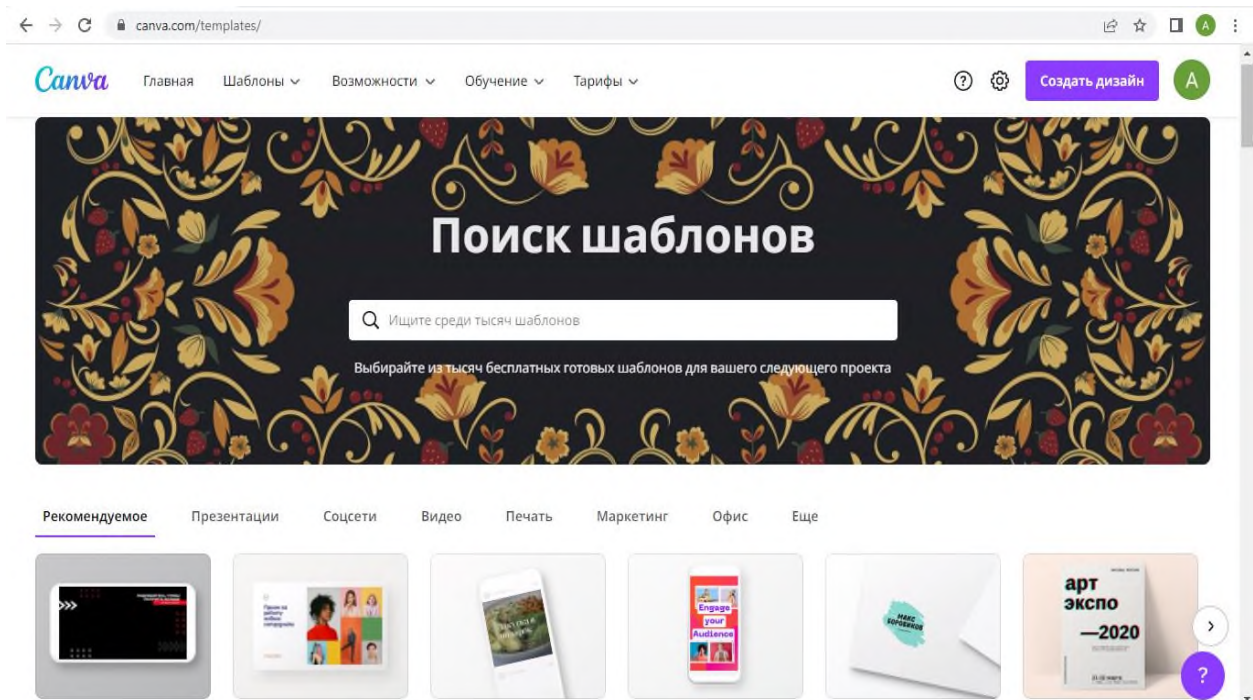 canva.com/templates/
A
Canva
Главная
Шаблоны
Возможности
Обучение
Тарифы
?
Создать дизайн
A
Поиск шаблонов
Ищите среди тысяч шаблонов
Выбирайте из тысяч бесплатных готовых шаблонов для вашего следующего проекта
Рекомендуемое
Презентации
Соцсети
Видео
Печать
Маркетинг
Офис
Еще
Engage
your
Audience
МАКС
БОРОВИКОВ
арт
экспо
—2020
?